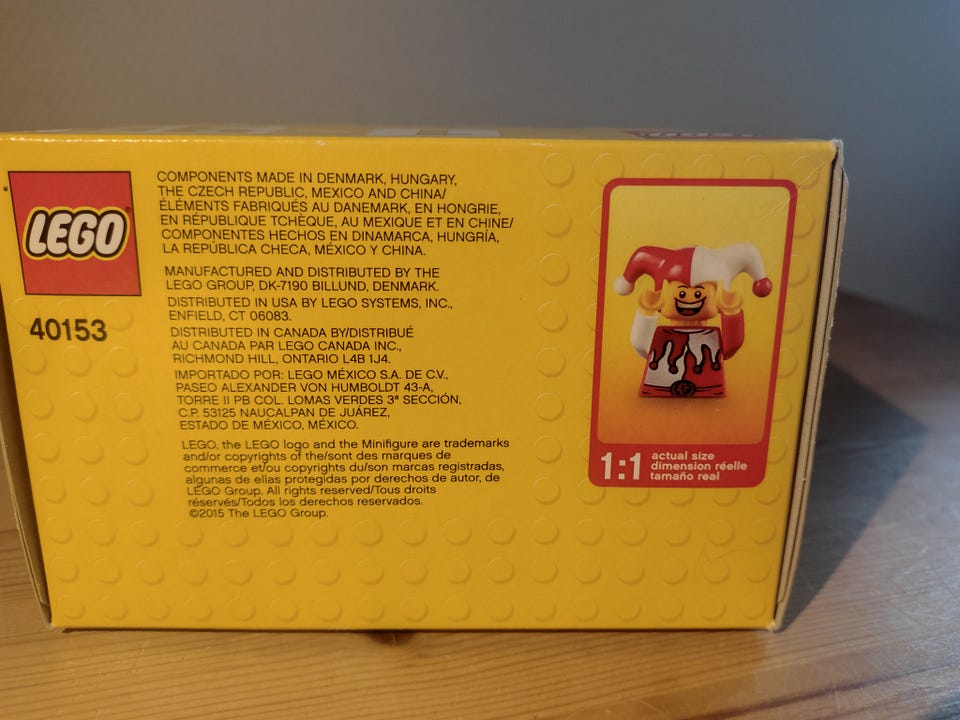 LEGO
40153
COMPONENTS MADE IN DENMARK, HUNGARY,
THE CZECH REPUBLIC, MEXICO AND CHINA/
ÉLÉMENTS FABRIQUÉS AU DANEMARK, EN HONGRIE,
EN RÉPUBLIQUE TCHÈQUE, AU MEXIQUE ET EN CHINE/
COMPONENTES HECHOS EN DINAMARCA, HUNGRÍA,
LA REPÚBLICA CHECA, MÉXICO Y CHINA.
MANUFACTURED AND DISTRIBUTED BY THE
LEGO GROUP, DK-7190 BILLUND, DENMARK.
DISTRIBUTED IN USA BY LEGO SYSTEMS, INC.,
ENFIELD, CT 06083.
DISTRIBUTED IN CANADA BY/DISTRIBUÉ
AU CANADA PAR LEGO CANADA INC.,
RICHMOND HILL, ONTARIO L4B 1J4.
IMPORTADO POR: LEGO MÉXICO S.A. DE C.V.,
PASEO ALEXANDER VON HUMBOLDT 43-A,
TORRE II PB COL. LOMAS VERDES 3ª SECCIÓN,
C.P. 53125 NAUCALPAN DE JUÁREZ,
ESTADO DE MÉXICO, MÉXICO.
LEGO, the LEGO logo and the Minifigure are trademarks
and/or copyrights of the/sont des marques de
commerce et/ou copyrights du/son marcas registradas,
algunas de ellas protegidas por derechos de autor, de
LEGO Group. All rights reserved/Tous droits
réservés/Todos los derechos reservados.
©2015 The LEGO Group.
1:1
actual size
dimension réelle
tamaño real